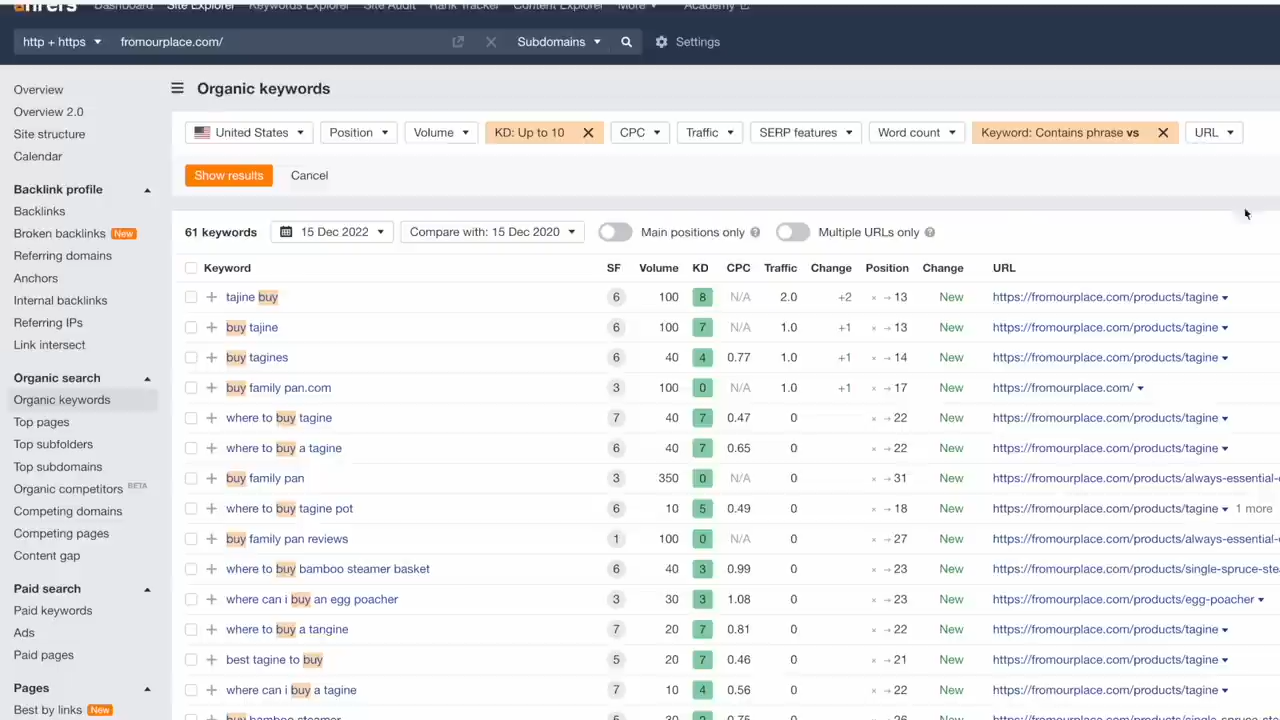 ahrefs Dashboard Site Explorer Keywords Explorer Site Audit Rank Tracker Content Explorer More Academy
http + https fromourplace.com/ Subdomains Settings
Overview
Overview 2.0
Site structure
Calendar
Backlink profile
Backlinks
Broken backlinks New
Referring domains
Anchors
Internal backlinks
Referring IPs
Link intersect
Organic search
Organic keywords
Top pages
Top subfolders
Top subdomains
Organic competitors BETA
Competing domains
Competing pages
Content gap
Paid search
Paid keywords
Ads
Paid pages
Pages
Best by links New
Organic keywords
United States Position Volume KD: Up to 10 CPC Traffic SERP features Word count Keyword: Contains phrase vs URL
Show results Cancel
61 keywords 15 Dec 2022 Compare with: 15 Dec 2020 Main positions only ? Multiple URLs only ?
Keyword SF Volume KD CPC Traffic Change Position Change URL
tajine buy 6 100 8 N/A 2.0 +2 × → 13 New https://fromourplace.com/products/tagine
buy tajine 6 100 7 N/A 1.0 +1 × → 13 New https://fromourplace.com/products/tagine
buy tagines 6 40 4 0.77 1.0 +1 × → 14 New https://fromourplace.com/products/tagine
buy family pan.com 3 100 0 N/A 1.0 +1 × → 17 New https://fromourplace.com/
where to buy tagine 7 40 7 0.47 0 × → 22 New https://fromourplace.com/products/tagine
where to buy a tagine 6 40 7 0.65 0 × → 22 New https://fromourplace.com/products/tagine
buy family pan 3 350 0 N/A 0 × → 31 New https://fromourplace.com/products/always-essential-
where to buy tagine pot 6 10 5 0.49 0 × → 18 New https://fromourplace.com/products/tagine 1 more
buy family pan reviews 1 100 0 N/A 0 × → 27 New https://fromourplace.com/products/always-essential-
where to buy bamboo steamer basket 6 40 3 0.99 0 × → 23 New https://fromourplace.com/products/single-spruce-ste
where can i buy an egg poacher 3 30 3 1.08 0 × → 23 New https://fromourplace.com/products/egg-poacher
where to buy a tangine 7 20 7 0.81 0 × → 22 New https://fromourplace.com/products/tagine
best tagine to buy 5 20 7 0.46 0 × → 21 New https://fromourplace.com/products/tagine
where can i buy a tagine 7 10 4 0.56 0 × → 22 New https://fromourplace.com/products/tagine
buy bamboo steamer